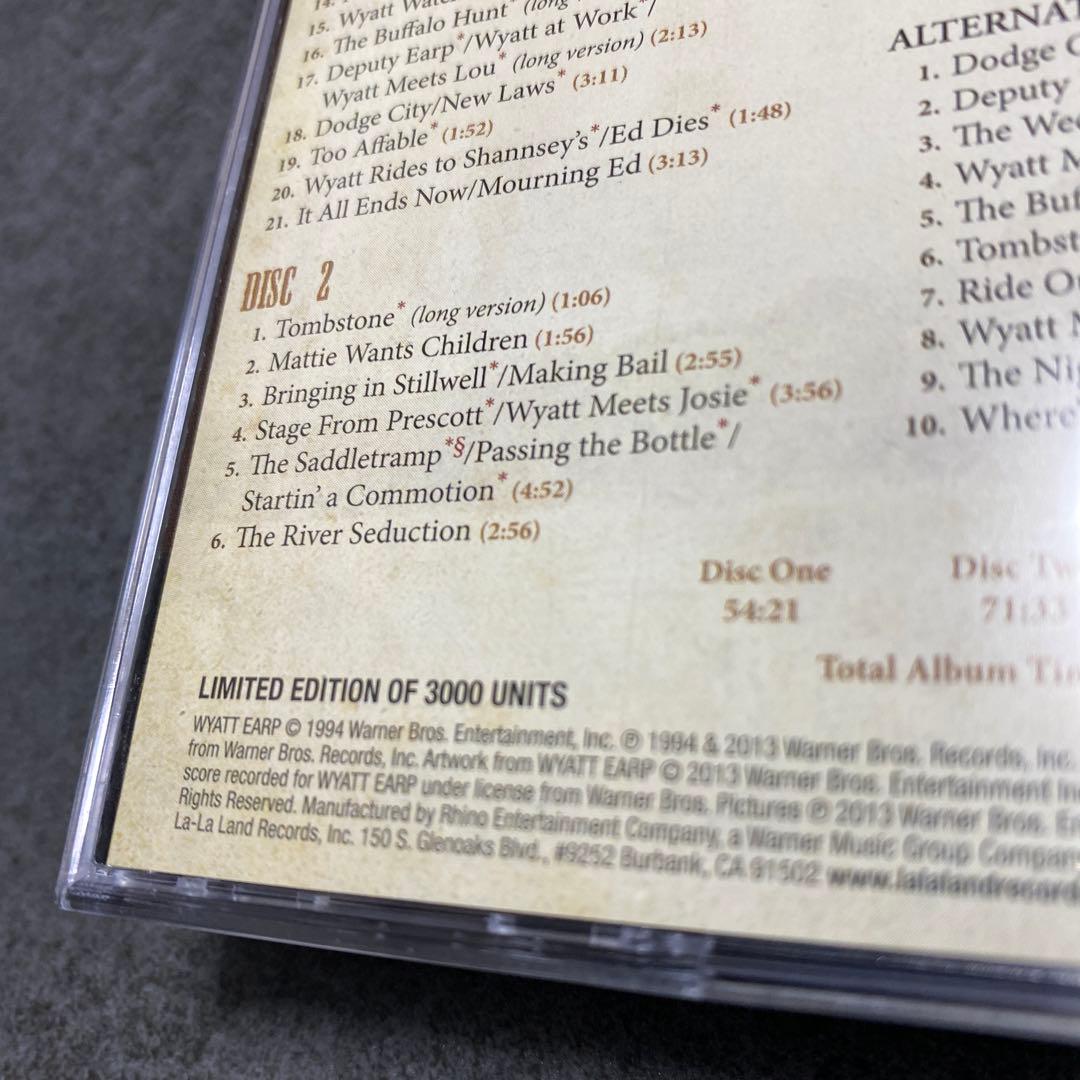 14.
15. Wyatt
16. The Buffalo Hunt* (long
17. Deputy Earp*/Wyatt at Work*/
Wyatt Meets Lou* (long version) (2:13)
18. Dodge City/New Laws* (3:11)
19. Too Affable* (1:52)
20. Wyatt Rides to Shannsey's*/Ed Dies* (1:48)
21. It All Ends Now/Mourning Ed (3:13)
DISC 2
1. Tombstone* (long version) (1:06)
2. Mattie Wants Children (1:56)
3. Bringing in Stillwell*/Making Bail (2:55)
4. Stage From Prescott*/Wyatt Meets Josie* (3:56)
5. The Saddletramp*§/Passing the Bottle*/
Startin' a Commotion* (4:52)
6. The River Seduction (2:56)
ALTERNAT
1. Dodge
2. Deputy
3. The Wee
4. Wyatt M
5. The Buf
6. Tombst
7. Ride O
8. Wyatt
9. The Ni
10. Where'
Disc One
54:21
Disc Tw
71:33
Total Album Ti
LIMITED EDITION OF 3000 UNITS
WYATT EARP © 1994 Warner Bros. Entertainment, Inc. ℗ 1994 & 2013 Warner Bros. Records, Inc.
from Warner Bros. Records, Inc. Artwork from WYATT EARP © 2013 Warner Bros. Entertainment In
score recorded for WYATT EARP under license from Warner Bros. Pictures ℗ 2013 Warner Bros. E
Rights Reserved. Manufactured by Rhino Entertainment Company, a Warner Music Group Company
La-La Land Records, Inc. 150 S. Glenoaks Blvd., #9252 Burbank, CA 91502 www.lalalandrecord